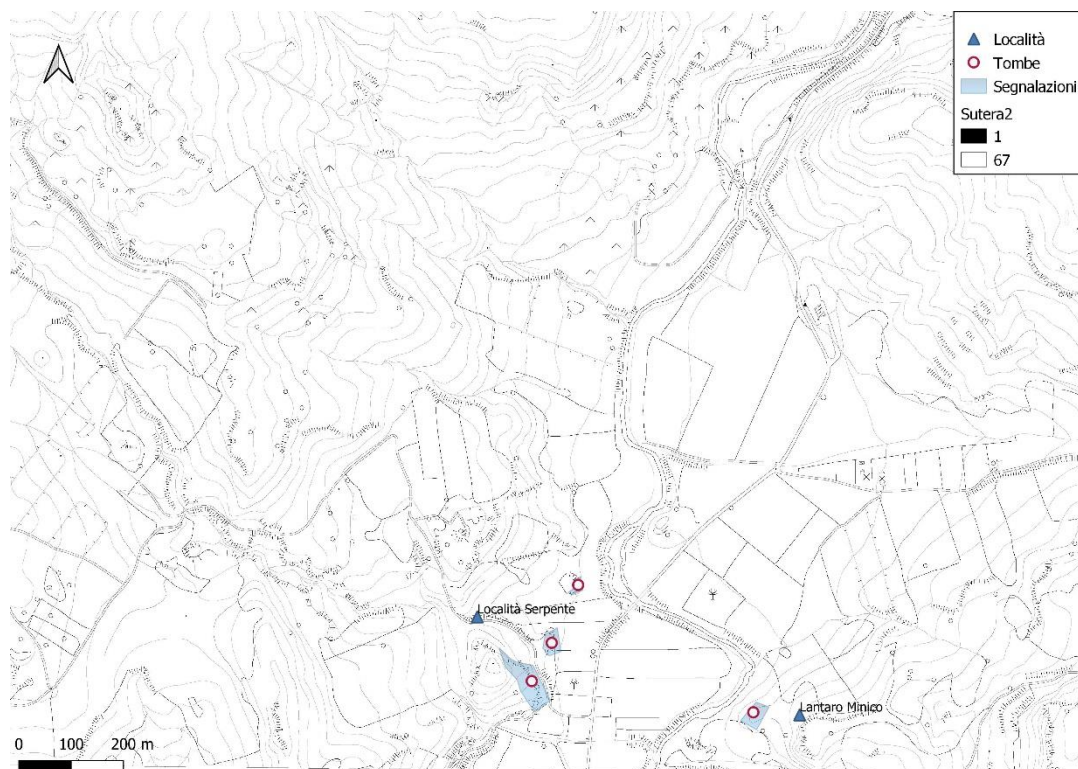 Località
Tombe
Segnalazioni
Sutera2
1
67
Località Serpente
Lantaro Minico
0 100 200 m